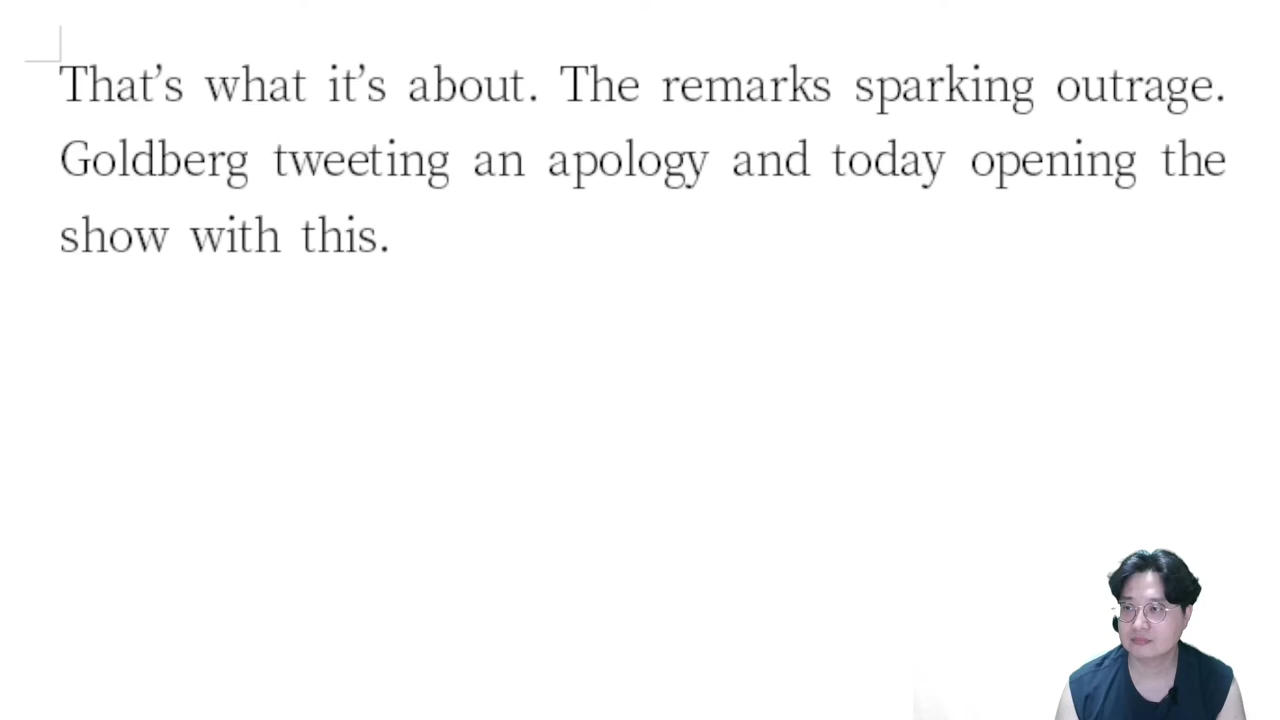 That’s what it’s about. The remarks sparking outrage.
Goldberg tweeting an apology and today opening the
show with this.